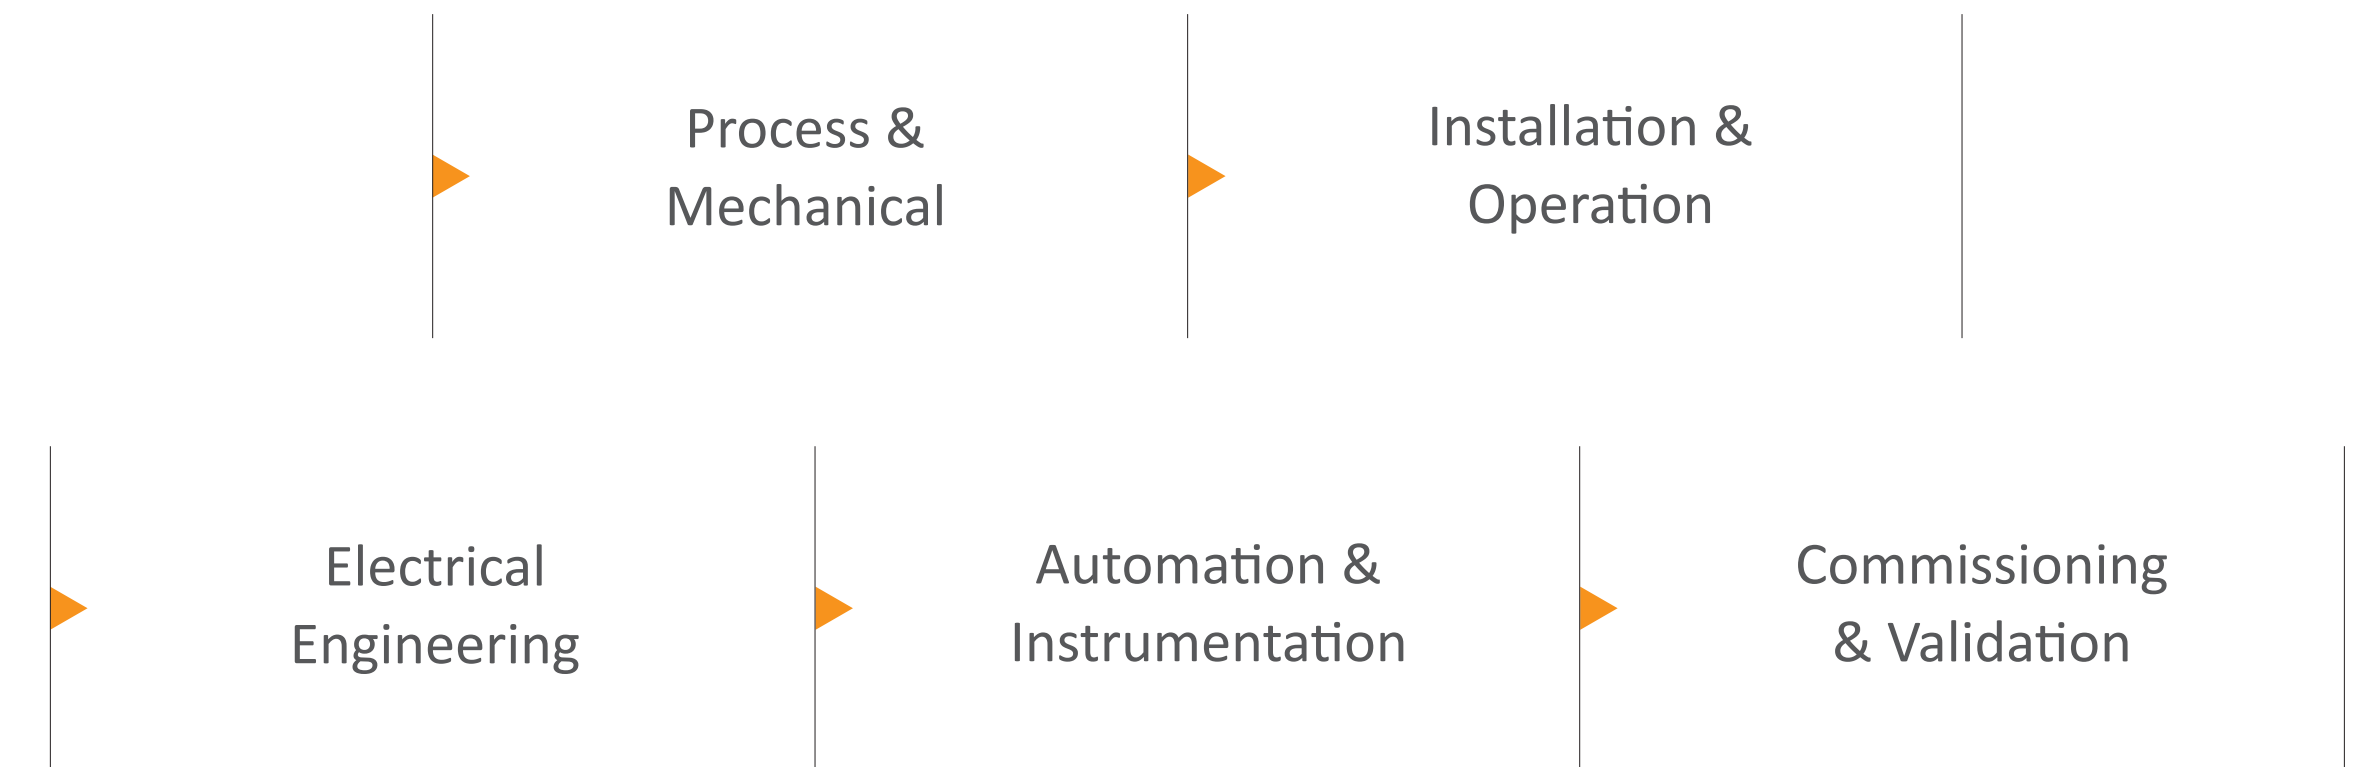 Process &
Mechanical
Installation &
Operation
Electrical
Engineering
Automation &
Instrumentation
Commissioning
& Validation